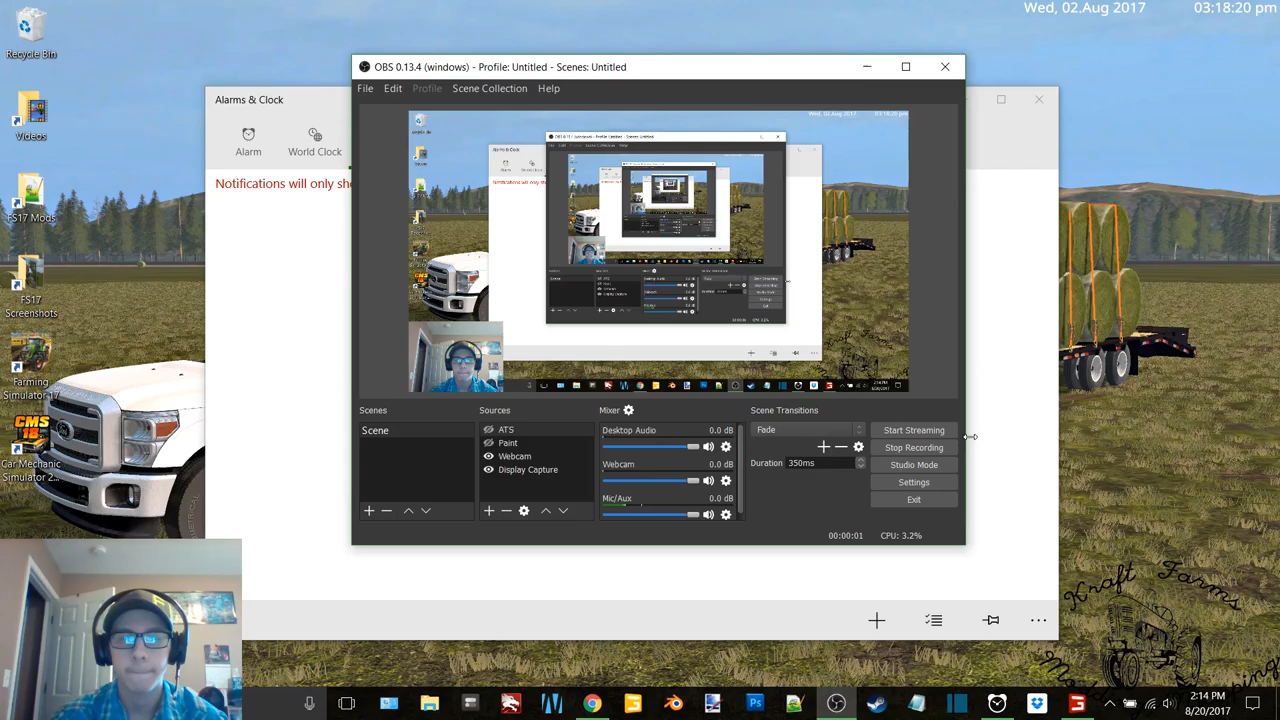 Wed, 02.Aug 2017 03:18:20 pm
Recycle Bin
Videos
FS17 Mods
FS17
Screenshots
Farming
Simulator 17
CMS
Car Mechanic
Simulator 2...
Alarms & Clock
Alarm
World Clock
Notifications will only sho
OBS 0.13.4 (windows) - Profile: Untitled - Scenes: Untitled
File Edit Profile Scene Collection Help
Scenes
Scene
Sources
ATS
Paint
Webcam
Display Capture
Mixer
Desktop Audio 0.0 dB
Webcam 0.0 dB
Mic/Aux 0.0 dB
Scene Transitions
Fade
Duration 350ms
Start Streaming
Stop Recording
Studio Mode
Settings
Exit
00:00:01 CPU: 3.2%
Kraft Farms
2:14 PM
8/20/2017